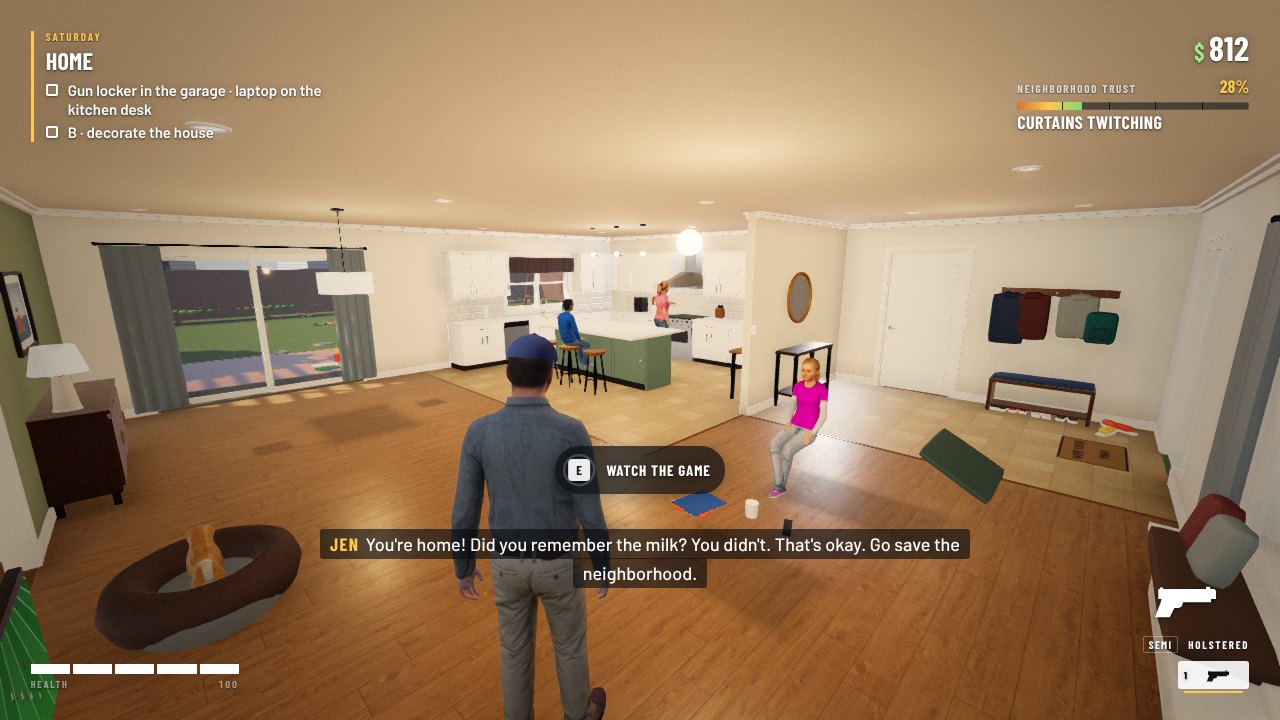 SATURDAY
HOME
Gun locker in the garage · laptop on the
kitchen desk
B · decorate the house
$812
NEIGHBORHOOD TRUST 28%
CURTAINS TWITCHING
E WATCH THE GAME
JEN You're home! Did you remember the milk? You didn't. That's okay. Go save the
neighborhood.
SEMI HOLSTERED
1
HEALTH 100